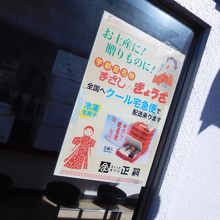 お土産に!
贈りものに!
宇都宮名物
まさしのぎょうざ
全国へクール宅急便で
配送承ります
冷凍
生餃子
正嗣